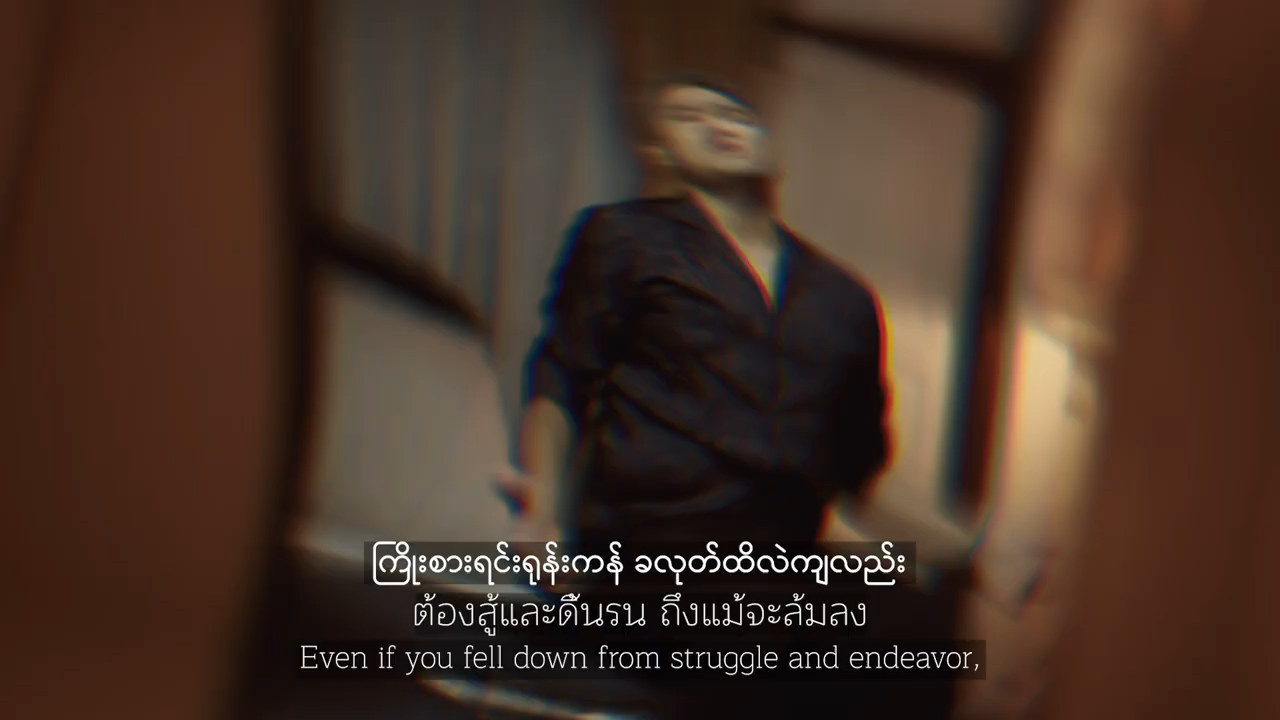 ကြိုးစားရင်းရုန်းကန် ခလုတ်ထိလဲကျလည်း
ต้องสู้และดิ้นรน ถึงแม้จะล้มลง
Even if you fell down from struggle and endeavor,